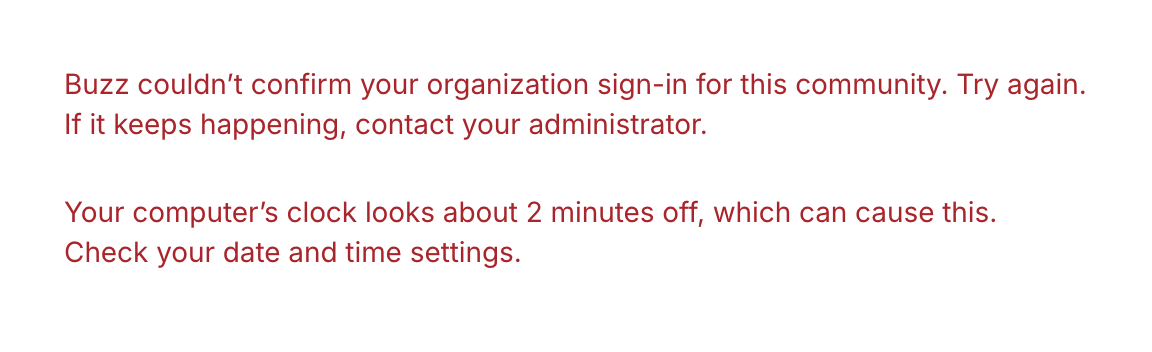 Buzz couldn’t confirm your organization sign-in for this community. Try again.
If it keeps happening, contact your administrator.
Your computer’s clock looks about 2 minutes off, which can cause this.
Check your date and time settings.